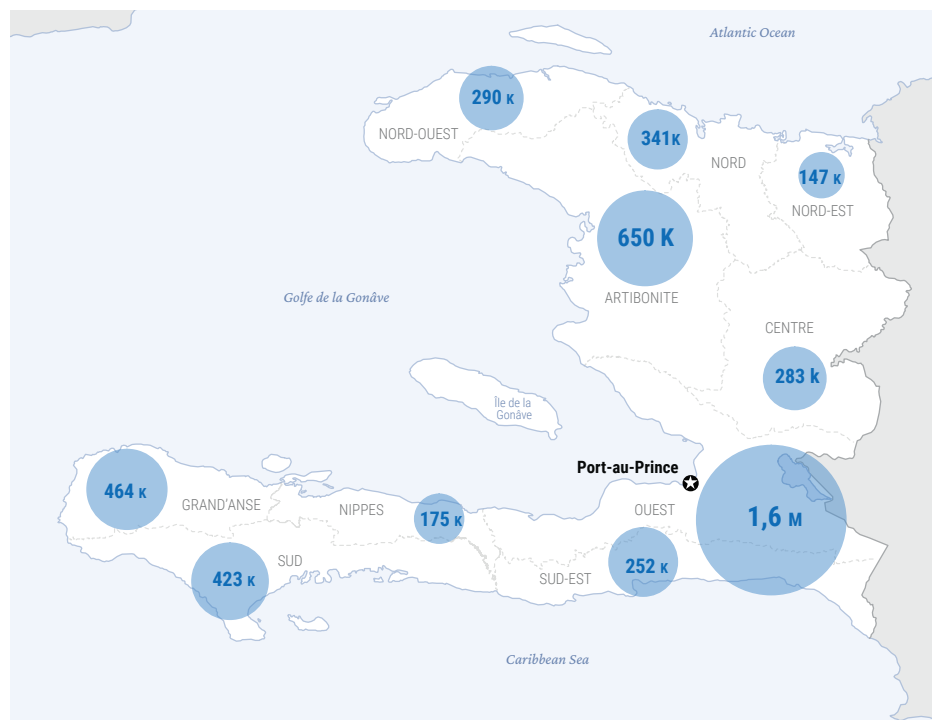 Atlantic Ocean
290 K
NORD-OUEST
341K
NORD
147 K
NORD-EST
650 K
ARTIBONITE
Golfe de la Gonâve
CENTRE
283 k
Île de la
Gonâve
Port-au-Prince
464 K
GRAND'ANSE
NIPPES
175 K
OUEST
1,6 M
SUD
423 K
SUD-EST
252 K
Caribbean Sea